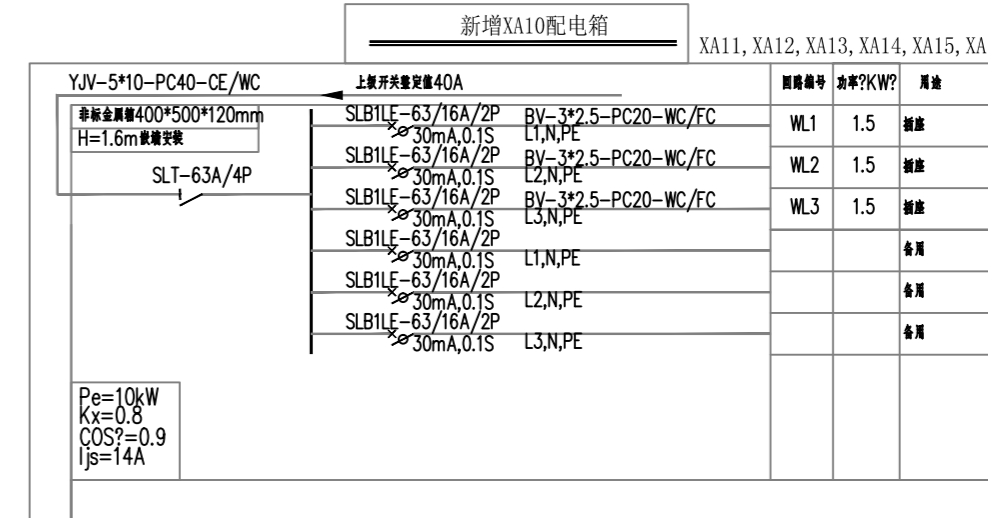 新增XA10配电箱
XA11, XA12, XA13, XA14, XA15, XA
YJV-5*10-PC40-CE/WC
上级开关整定值40A
回路编号 功率?KW? 用途
非标金属箱400*500*120mm
H=1.6m嵌墙安装
SLT-63A/4P
SLB1LE-63/16A/2P BV-3*2.5-PC20-WC/FC
30mA,0.1S L1,N,PE
WL1 1.5 插座
SLB1LE-63/16A/2P BV-3*2.5-PC20-WC/FC
30mA,0.1S L2,N,PE
WL2 1.5 插座
SLB1LE-63/16A/2P BV-3*2.5-PC20-WC/FC
30mA,0.1S L3,N,PE
WL3 1.5 插座
SLB1LE-63/16A/2P
30mA,0.1S L1,N,PE
备用
SLB1LE-63/16A/2P
30mA,0.1S L2,N,PE
备用
SLB1LE-63/16A/2P
30mA,0.1S L3,N,PE
备用
Pe=10kW
Kx=0.8
COS?=0.9
Ijs=14A